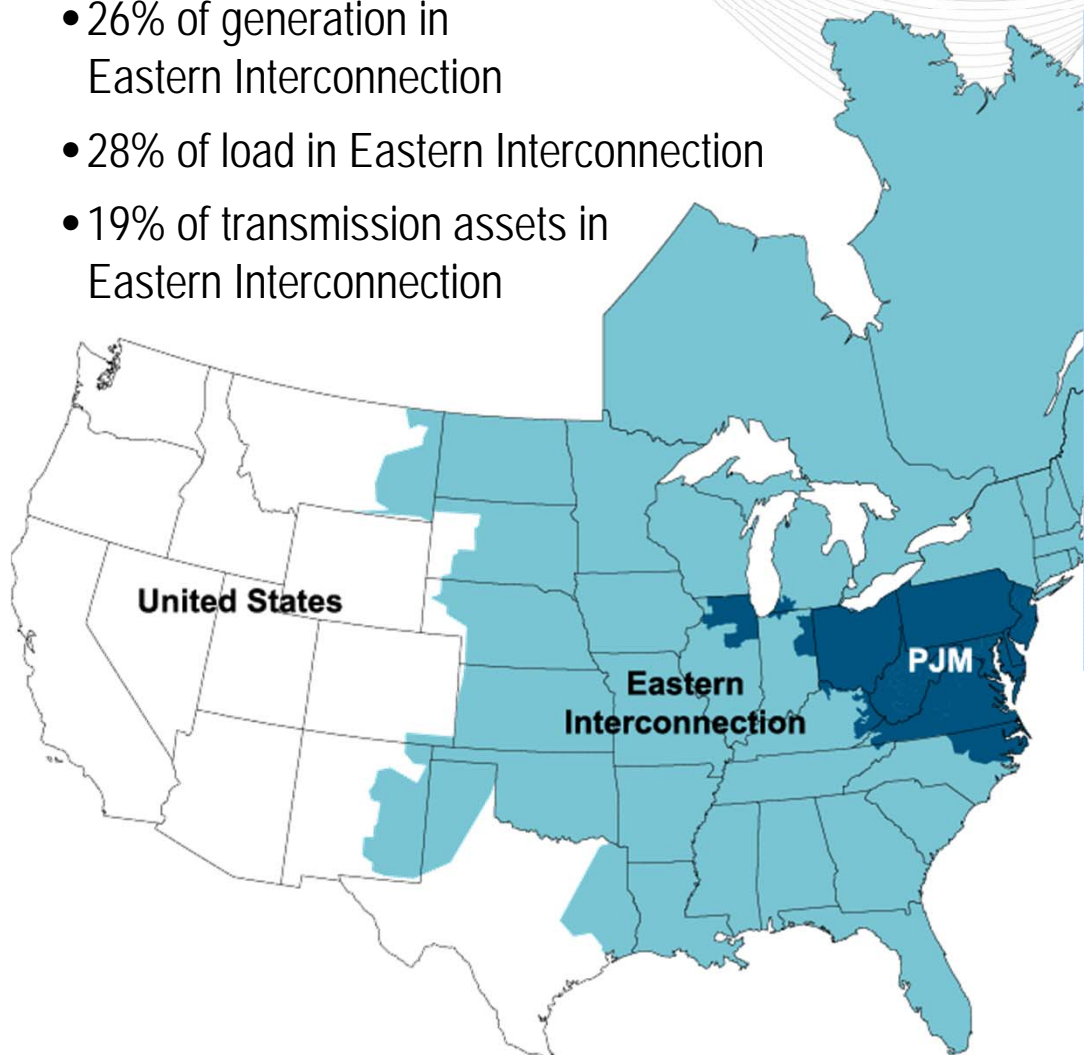 • 26% of generation in
Eastern Interconnection
• 28% of load in Eastern Interconnection
• 19% of transmission assets in
Eastern Interconnection
United States
PJM
Eastern
Interconnection